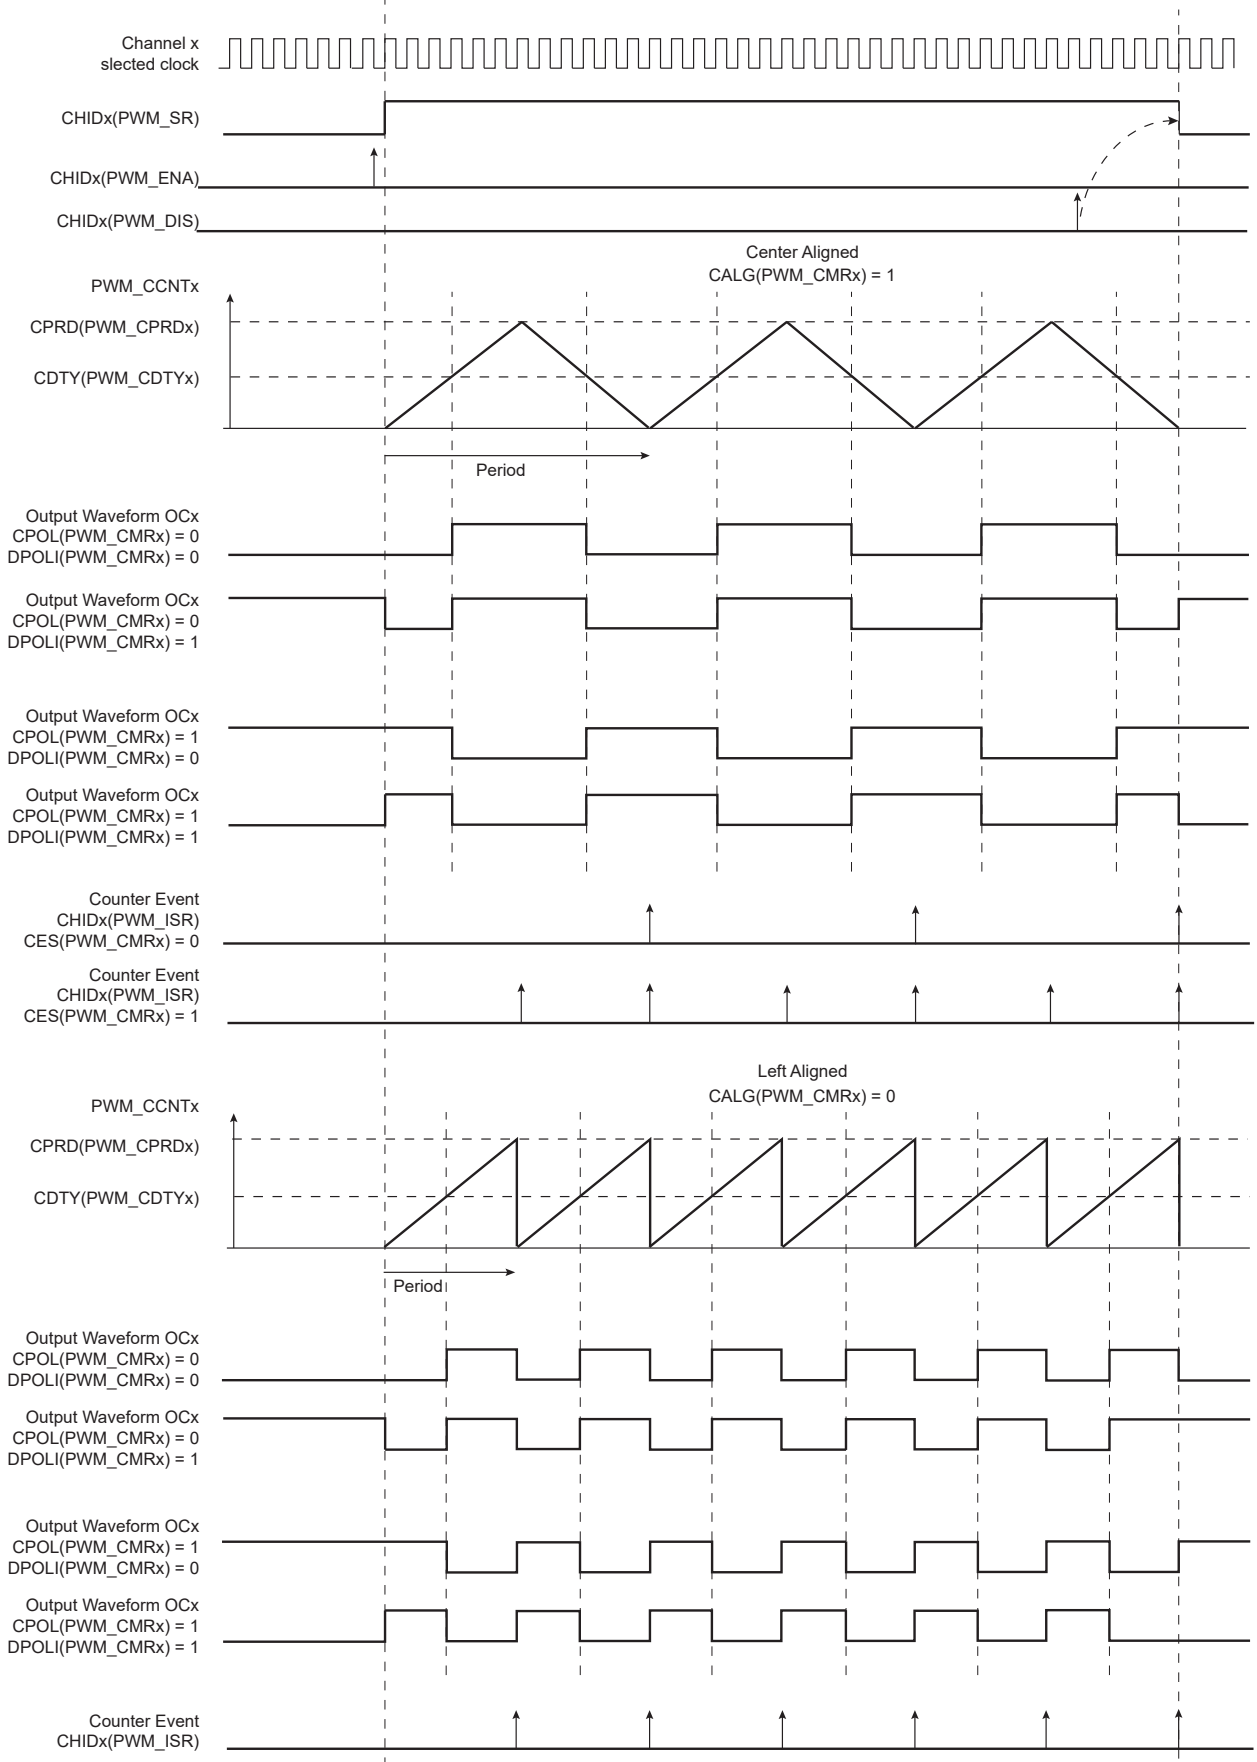 Channel x
slected clock
CHIDx(PWM_SR)
CHIDx(PWM_ENA)
CHIDx(PWM_DIS)
Center Aligned
CALG(PWM_CMRx) = 1
PWM_CCNTx
CPRD(PWM_CPRDx)
CDTY(PWM_CDTYx)
Period
Output Waveform OCx
CPOL(PWM_CMRx) = 0
DPOLI(PWM_CMRx) = 0
Output Waveform OCx
CPOL(PWM_CMRx) = 0
DPOLI(PWM_CMRx) = 1
Output Waveform OCx
CPOL(PWM_CMRx) = 1
DPOLI(PWM_CMRx) = 0
Output Waveform OCx
CPOL(PWM_CMRx) = 1
DPOLI(PWM_CMRx) = 1
Counter Event
CHIDx(PWM_ISR)
CES(PWM_CMRx) = 0
Counter Event
CHIDx(PWM_ISR)
CES(PWM_CMRx) = 1
Left Aligned
CALG(PWM_CMRx) = 0
PWM_CCNTx
CPRD(PWM_CPRDx)
CDTY(PWM_CDTYx)
Period
Output Waveform OCx
CPOL(PWM_CMRx) = 0
DPOLI(PWM_CMRx) = 0
Output Waveform OCx
CPOL(PWM_CMRx) = 0
DPOLI(PWM_CMRx) = 1
Output Waveform OCx
CPOL(PWM_CMRx) = 1
DPOLI(PWM_CMRx) = 0
Output Waveform OCx
CPOL(PWM_CMRx) = 1
DPOLI(PWM_CMRx) = 1
Counter Event
CHIDx(PWM_ISR)